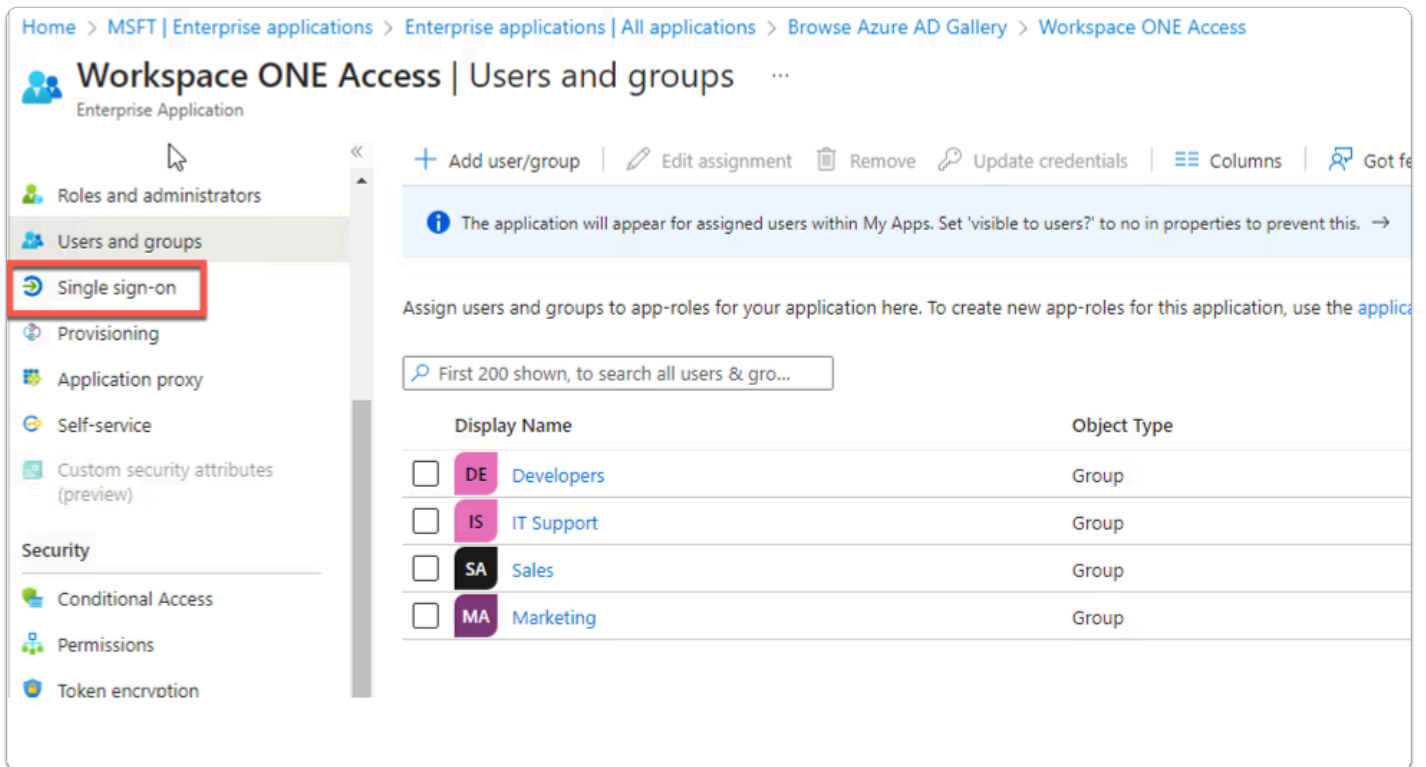 Home > MSFT | Enterprise applications > Enterprise applications | All applications > Browse Azure AD Gallery > Workspace ONE Access
Workspace ONE Access | Users and groups ...
Enterprise Application
Roles and administrators
Users and groups
Single sign-on
Provisioning
Application proxy
Self-service
Custom security attributes
(preview)
Security
Conditional Access
Permissions
Token encryption
Add user/group
Edit assignment
Remove
Update credentials
Columns
Got fe
The application will appear for assigned users within My Apps. Set 'visible to users?' to no in properties to prevent this. →
Assign users and groups to app-roles for your application here. To create new app-roles for this application, use the applica
First 200 shown, to search all users & gro...
Display Name Object Type
DE Developers Group
IS IT Support Group
SA Sales Group
MA Marketing Group